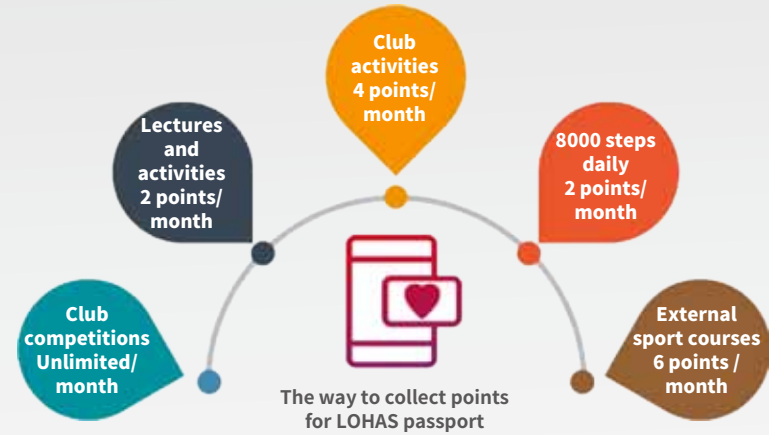 Club
activities
4 points/
month
Lectures
and
activities
2 points/
month
8000 steps
daily
2 points/
month
Club
competitions
Unlimited/
month
External
sport courses
6 points /
month
The way to collect points
for LOHAS passport